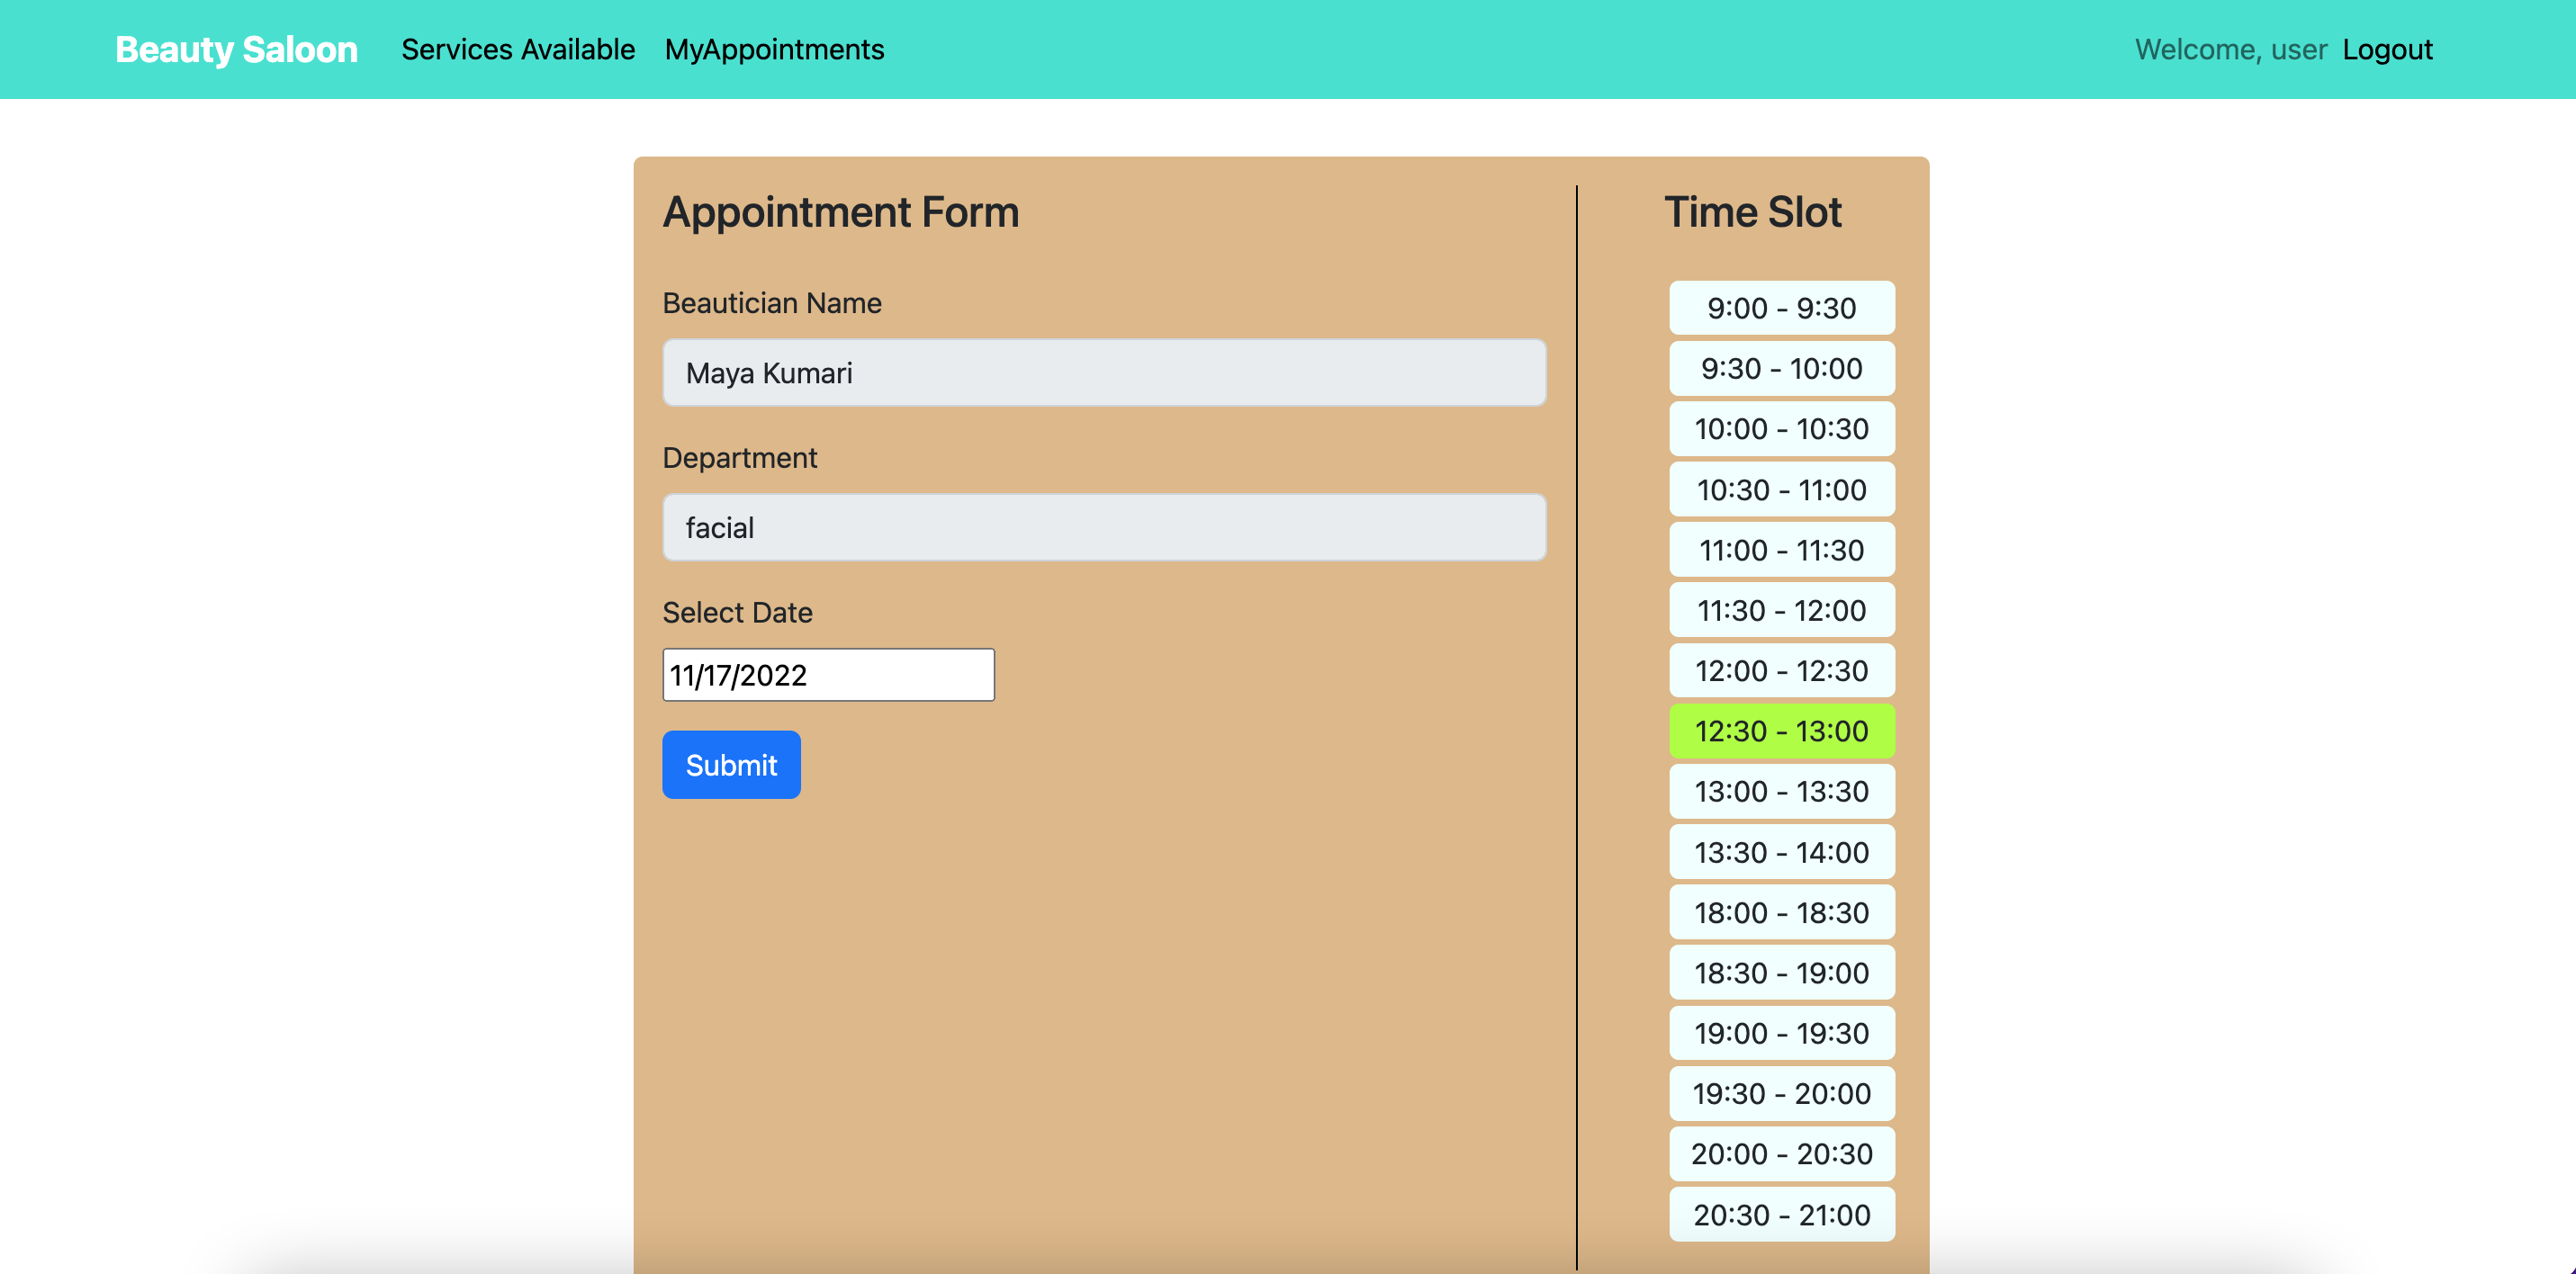 Beauty Saloon Services Available MyAppointments Welcome, user Logout
Appointment Form
Beautician Name
Maya Kumari
Department
facial
Select Date
11/17/2022
Submit
Time Slot
9:00 - 9:30
9:30 - 10:00
10:00 - 10:30
10:30 - 11:00
11:00 - 11:30
11:30 - 12:00
12:00 - 12:30
12:30 - 13:00
13:00 - 13:30
13:30 - 14:00
18:00 - 18:30
18:30 - 19:00
19:00 - 19:30
19:30 - 20:00
20:00 - 20:30
20:30 - 21:00